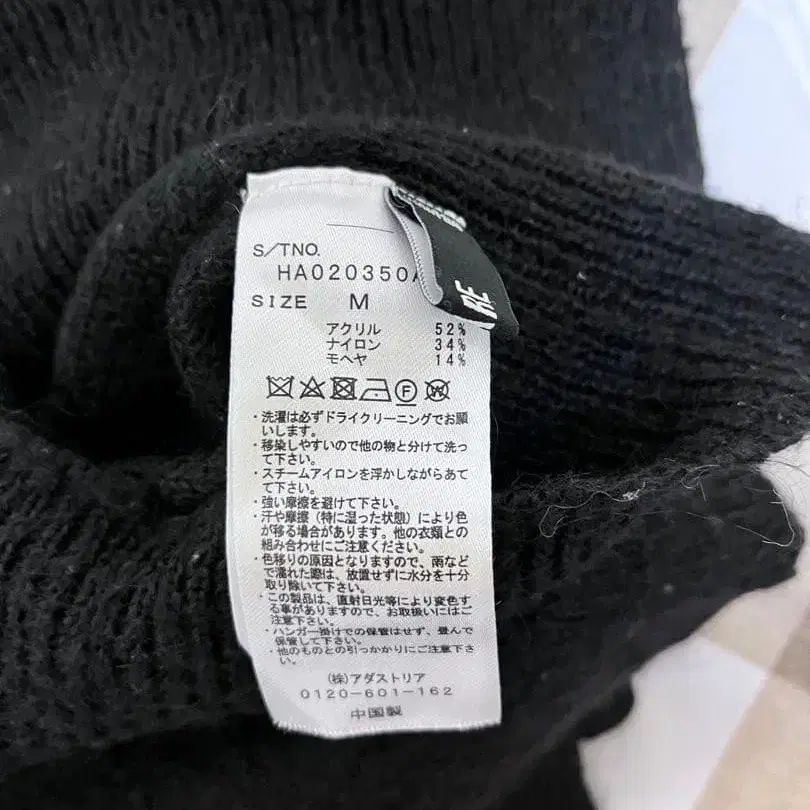 S/TNO.
HA020350A
SIZE M
アクリル 52%
ナイロン 34%
モヘヤ 14%
・洗濯は必ずドライクリーニングでお願
いします。
・移染しやすいので他の物と分けて洗っ
て下さい。
・スチームアイロンを浮かしながらあて
て下さい。
・強い摩擦を避けて下さい。
・汗や摩擦(特に湿った状態)により色
が移る場合があります。他の衣類との
組み合わせにご注意ください。
・色移りの原因となりますので、雨など
で濡れた際は、放置せずに水分を十分
取り除いて下さい。
・この製品は、直射日光等により変色す
る事がありますので、お取扱いにはご
注意下さい。
・ハンガー掛けでの保管はせず、畳んで
保管して下さい。
・他のものとの引っかかりにご注意下さ
い。
(株)アダストリア
0120-601-162
中国製
RE